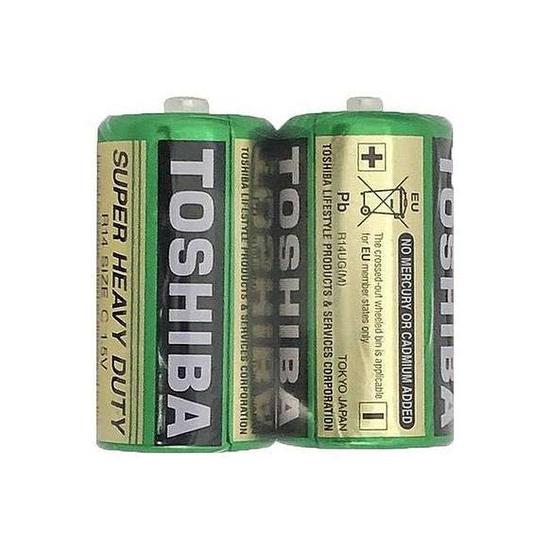 SUPER HEAVY DUTY
R14 SIZE C 1.5V
TOSHIBA
TOSHIBA LIFESTYLE PRODUCTS & SERVICES CORPORATION
TOSHIBA
TOSHIBA LIFESTYLE PRODUCTS & SERVICES CORPORATION
+
Pb
R14UG(M)
TOKYO JAPAN
EU
The crossed-out wheeled bin is applicable
for EU member states only.
NO MERCURY OR CADMIUM ADDED
TOSHIBA